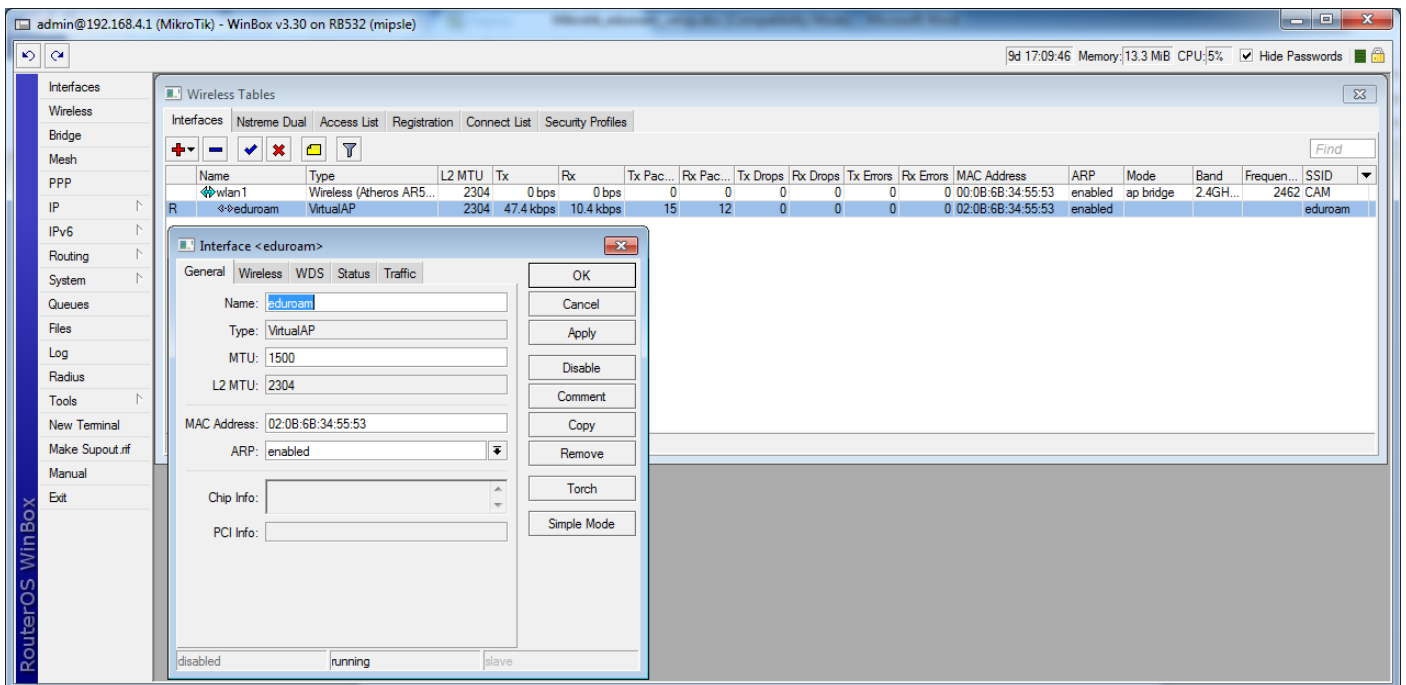 admin@192.168.4.1 (MikroTik) - WinBox v3.30 on RB532 (mipsle)
9d 17:09:46 Memory: 13.3 MiB CPU: 5% Hide Passwords
Interfaces
Wireless
Bridge
Mesh
PPP
IP
IPv6
Routing
System
Queues
Files
Log
Radius
Tools
New Terminal
Make Supout.rif
Manual
Exit
RouterOS WinBox
Wireless Tables
Interfaces Nstreme Dual Access List Registration Connect List Security Profiles
Find
Name Type L2 MTU Tx Rx Tx Pac... Rx Pac... Tx Drops Rx Drops Tx Errors Rx Errors MAC Address ARP Mode Band Frequen... SSID
wlan1 Wireless (Atheros AR5... 2304 0 bps 0 bps 0 0 0 0 0 0 00:0B:6B:34:55:53 enabled ap bridge 2.4GH... 2462 CAM
R eduroam VirtualAP 2304 47.4 kbps 10.4 kbps 15 12 0 0 0 0 02:0B:6B:34:55:53 enabled eduroam
Interface <eduroam>
General Wireless WDS Status Traffic
Name: eduroam
Type: VirtualAP
MTU: 1500
L2 MTU: 2304
MAC Address: 02:0B:6B:34:55:53
ARP: enabled
Chip Info:
PCI Info:
OK
Cancel
Apply
Disable
Comment
Copy
Remove
Torch
Simple Mode
disabled running slave